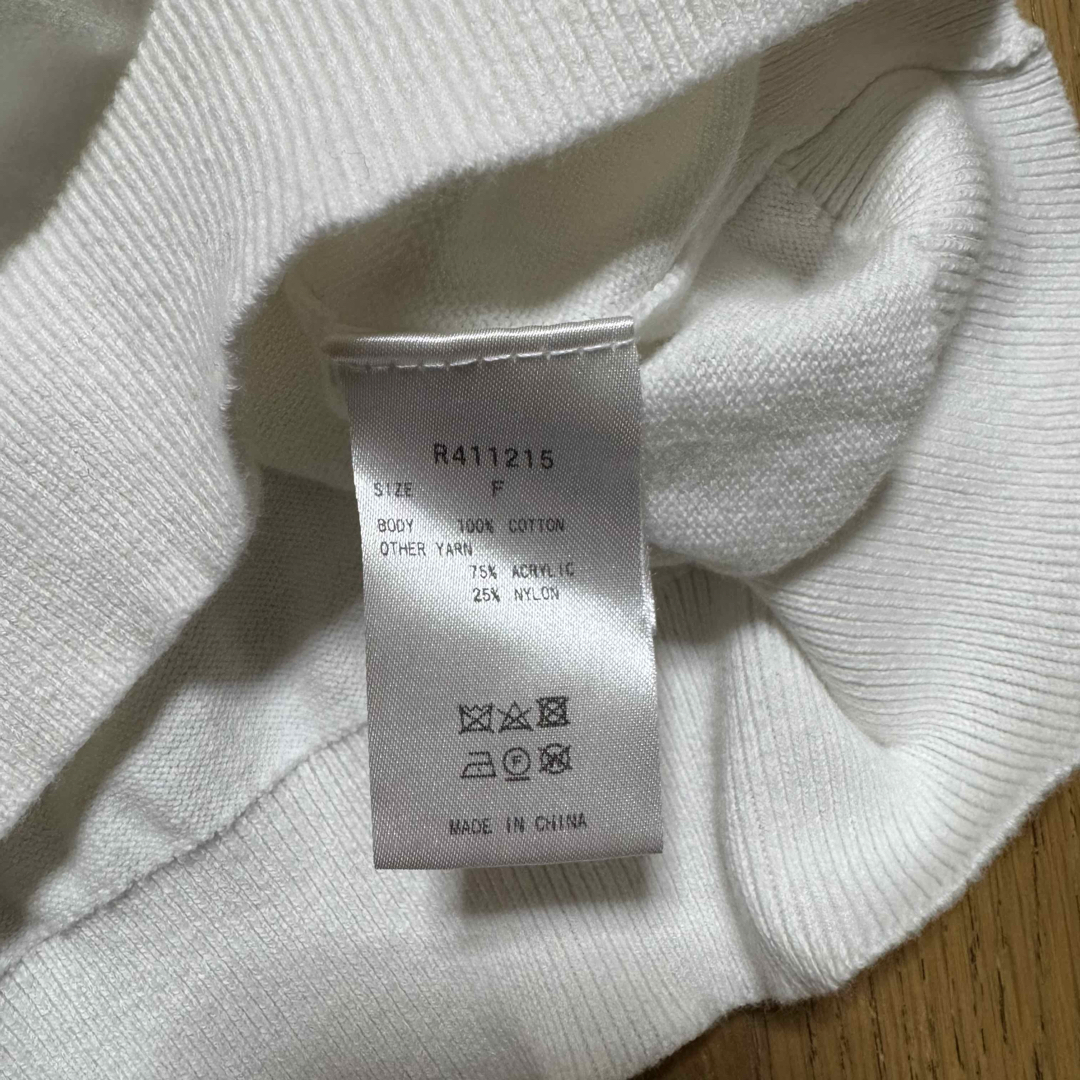 R411215
SIZE F
BODY 100% COTTON
OTHER YARN
75% ACRYLIC
25% NYLON
F
W
MADE IN CHINA